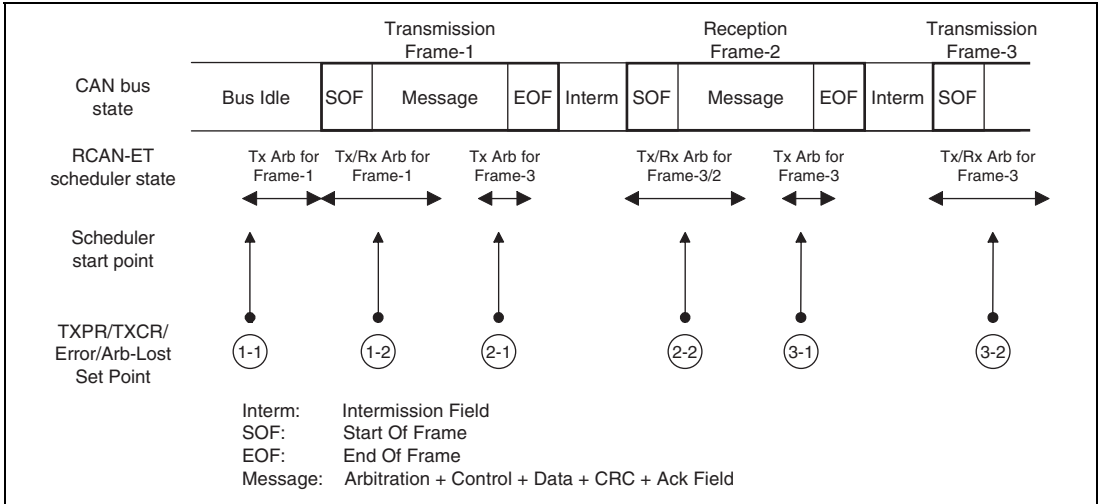 Transmission
Frame-1
Reception
Frame-2
Transmission
Frame-3
CAN bus
state
Bus Idle
SOF
Message
EOF
Interm
SOF
Message
EOF
Interm
SOF
RCAN-ET
scheduler state
Tx Arb for
Frame-1
Tx/Rx Arb for
Frame-1
Tx Arb for
Frame-3
Tx/Rx Arb for
Frame-3/2
Tx Arb for
Frame-3
Tx/Rx Arb for
Frame-3
Scheduler
start point
TXPR/TXCR/
Error/Arb-Lost
Set Point
1-1
1-2
2-1
2-2
3-1
3-2
Interm: Intermission Field
SOF: Start Of Frame
EOF: End Of Frame
Message: Arbitration + Control + Data + CRC + Ack Field